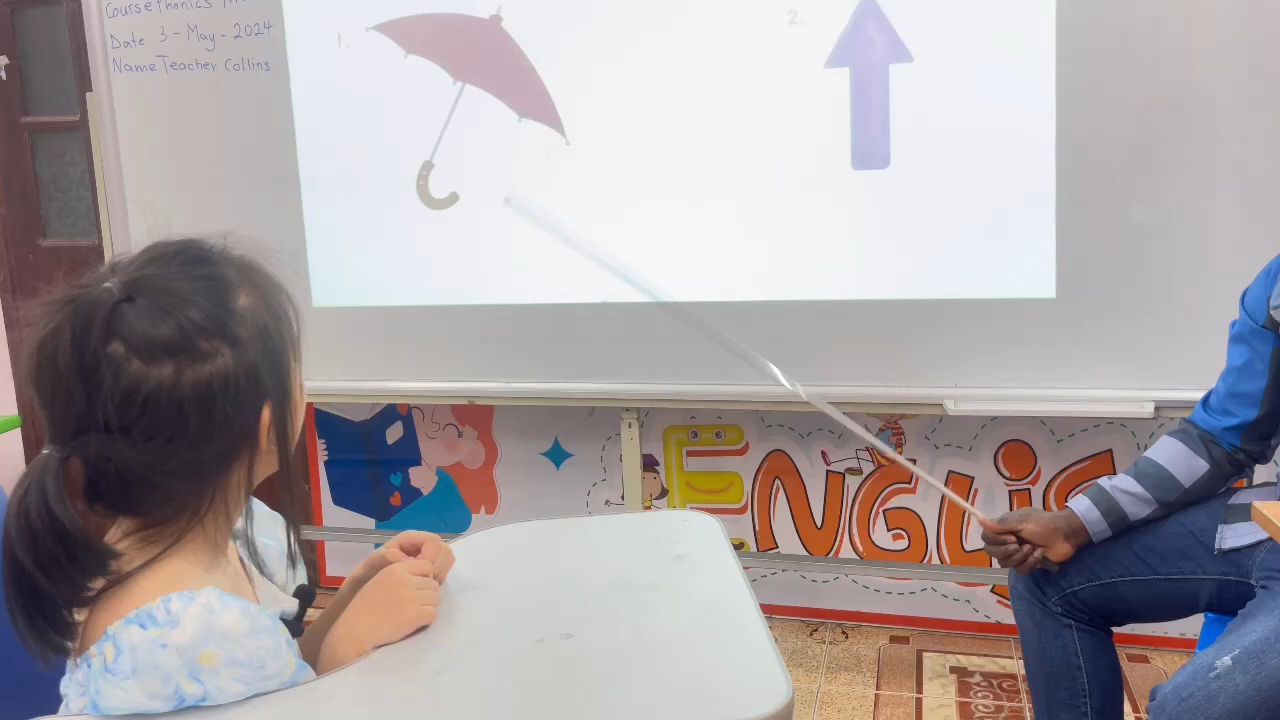 Course Phonics
Date 3-May-2024
Name Teacher Collins
1.
2.
ENGLIS